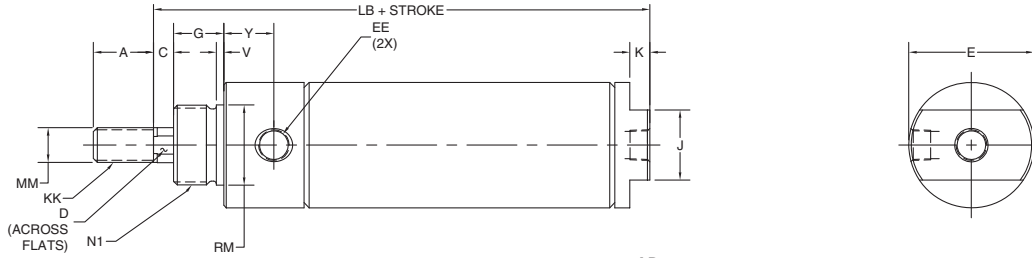 LB + STROKE
G
Y
EE
(2X)
A
C
V
K
E
J
MM
KK
D
(ACROSS
FLATS)
N1
RM